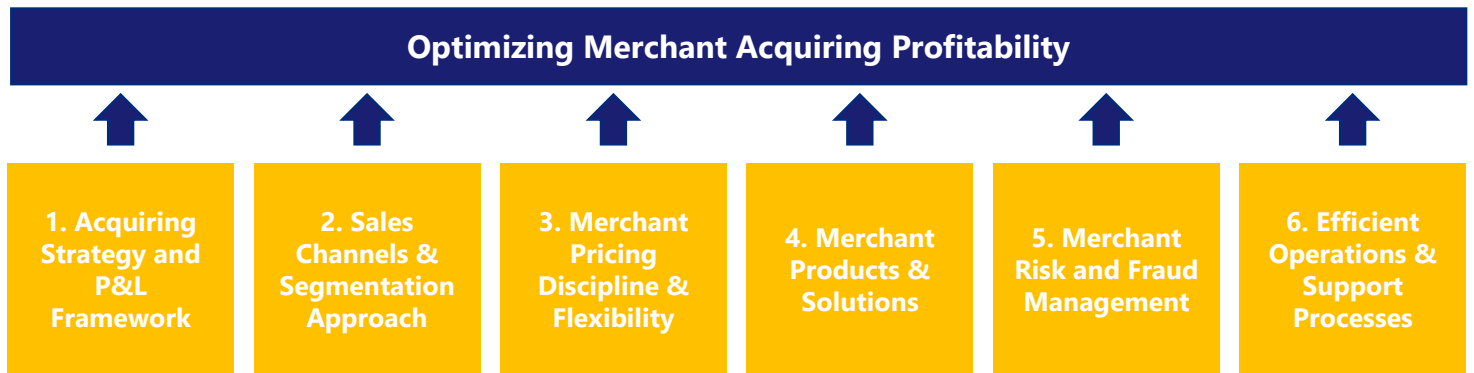 Optimizing Merchant Acquiring Profitability
1. Acquiring
Strategy and
P&L
Framework
2. Sales
Channels &
Segmentation
Approach
3. Merchant
Pricing
Discipline &
Flexibility
4. Merchant
Products &
Solutions
5. Merchant
Risk and Fraud
Management
6. Efficient
Operations &
Support
Processes